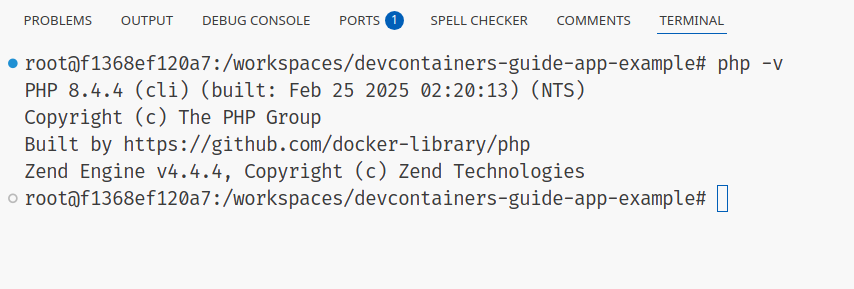 PROBLEMS OUTPUT DEBUG CONSOLE PORTS 1 SPELL CHECKER COMMENTS TERMINAL
root@f1368ef120a7:/workspaces/devcontainers-guide-app-example# php -v
PHP 8.4.4 (cli) (built: Feb 25 2025 02:20:13) (NTS)
Copyright (c) The PHP Group
Built by https://github.com/docker-library/php
Zend Engine v4.4.4, Copyright (c) Zend Technologies
root@f1368ef120a7:/workspaces/devcontainers-guide-app-example#